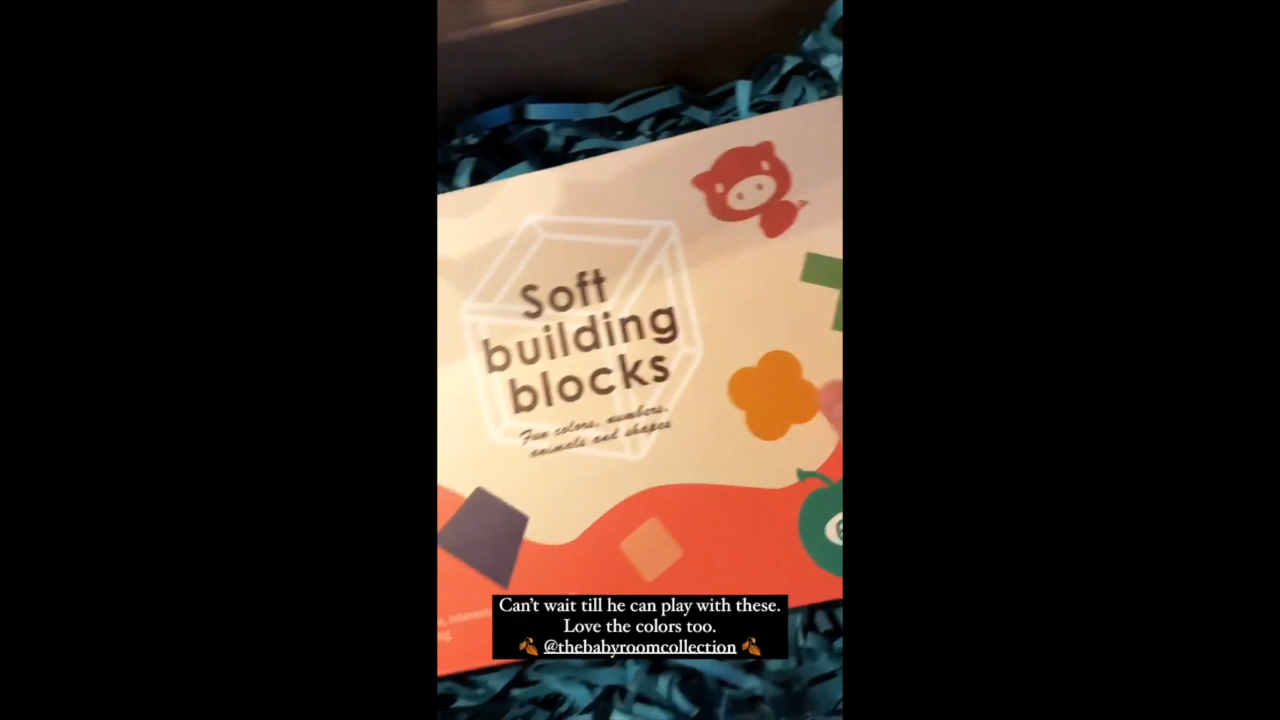 Soft
building
blocks
Fun colors, numbers,
animals and shapes
Can't wait till he can play with these.
Love the colors too.
@thebabyroomcollection